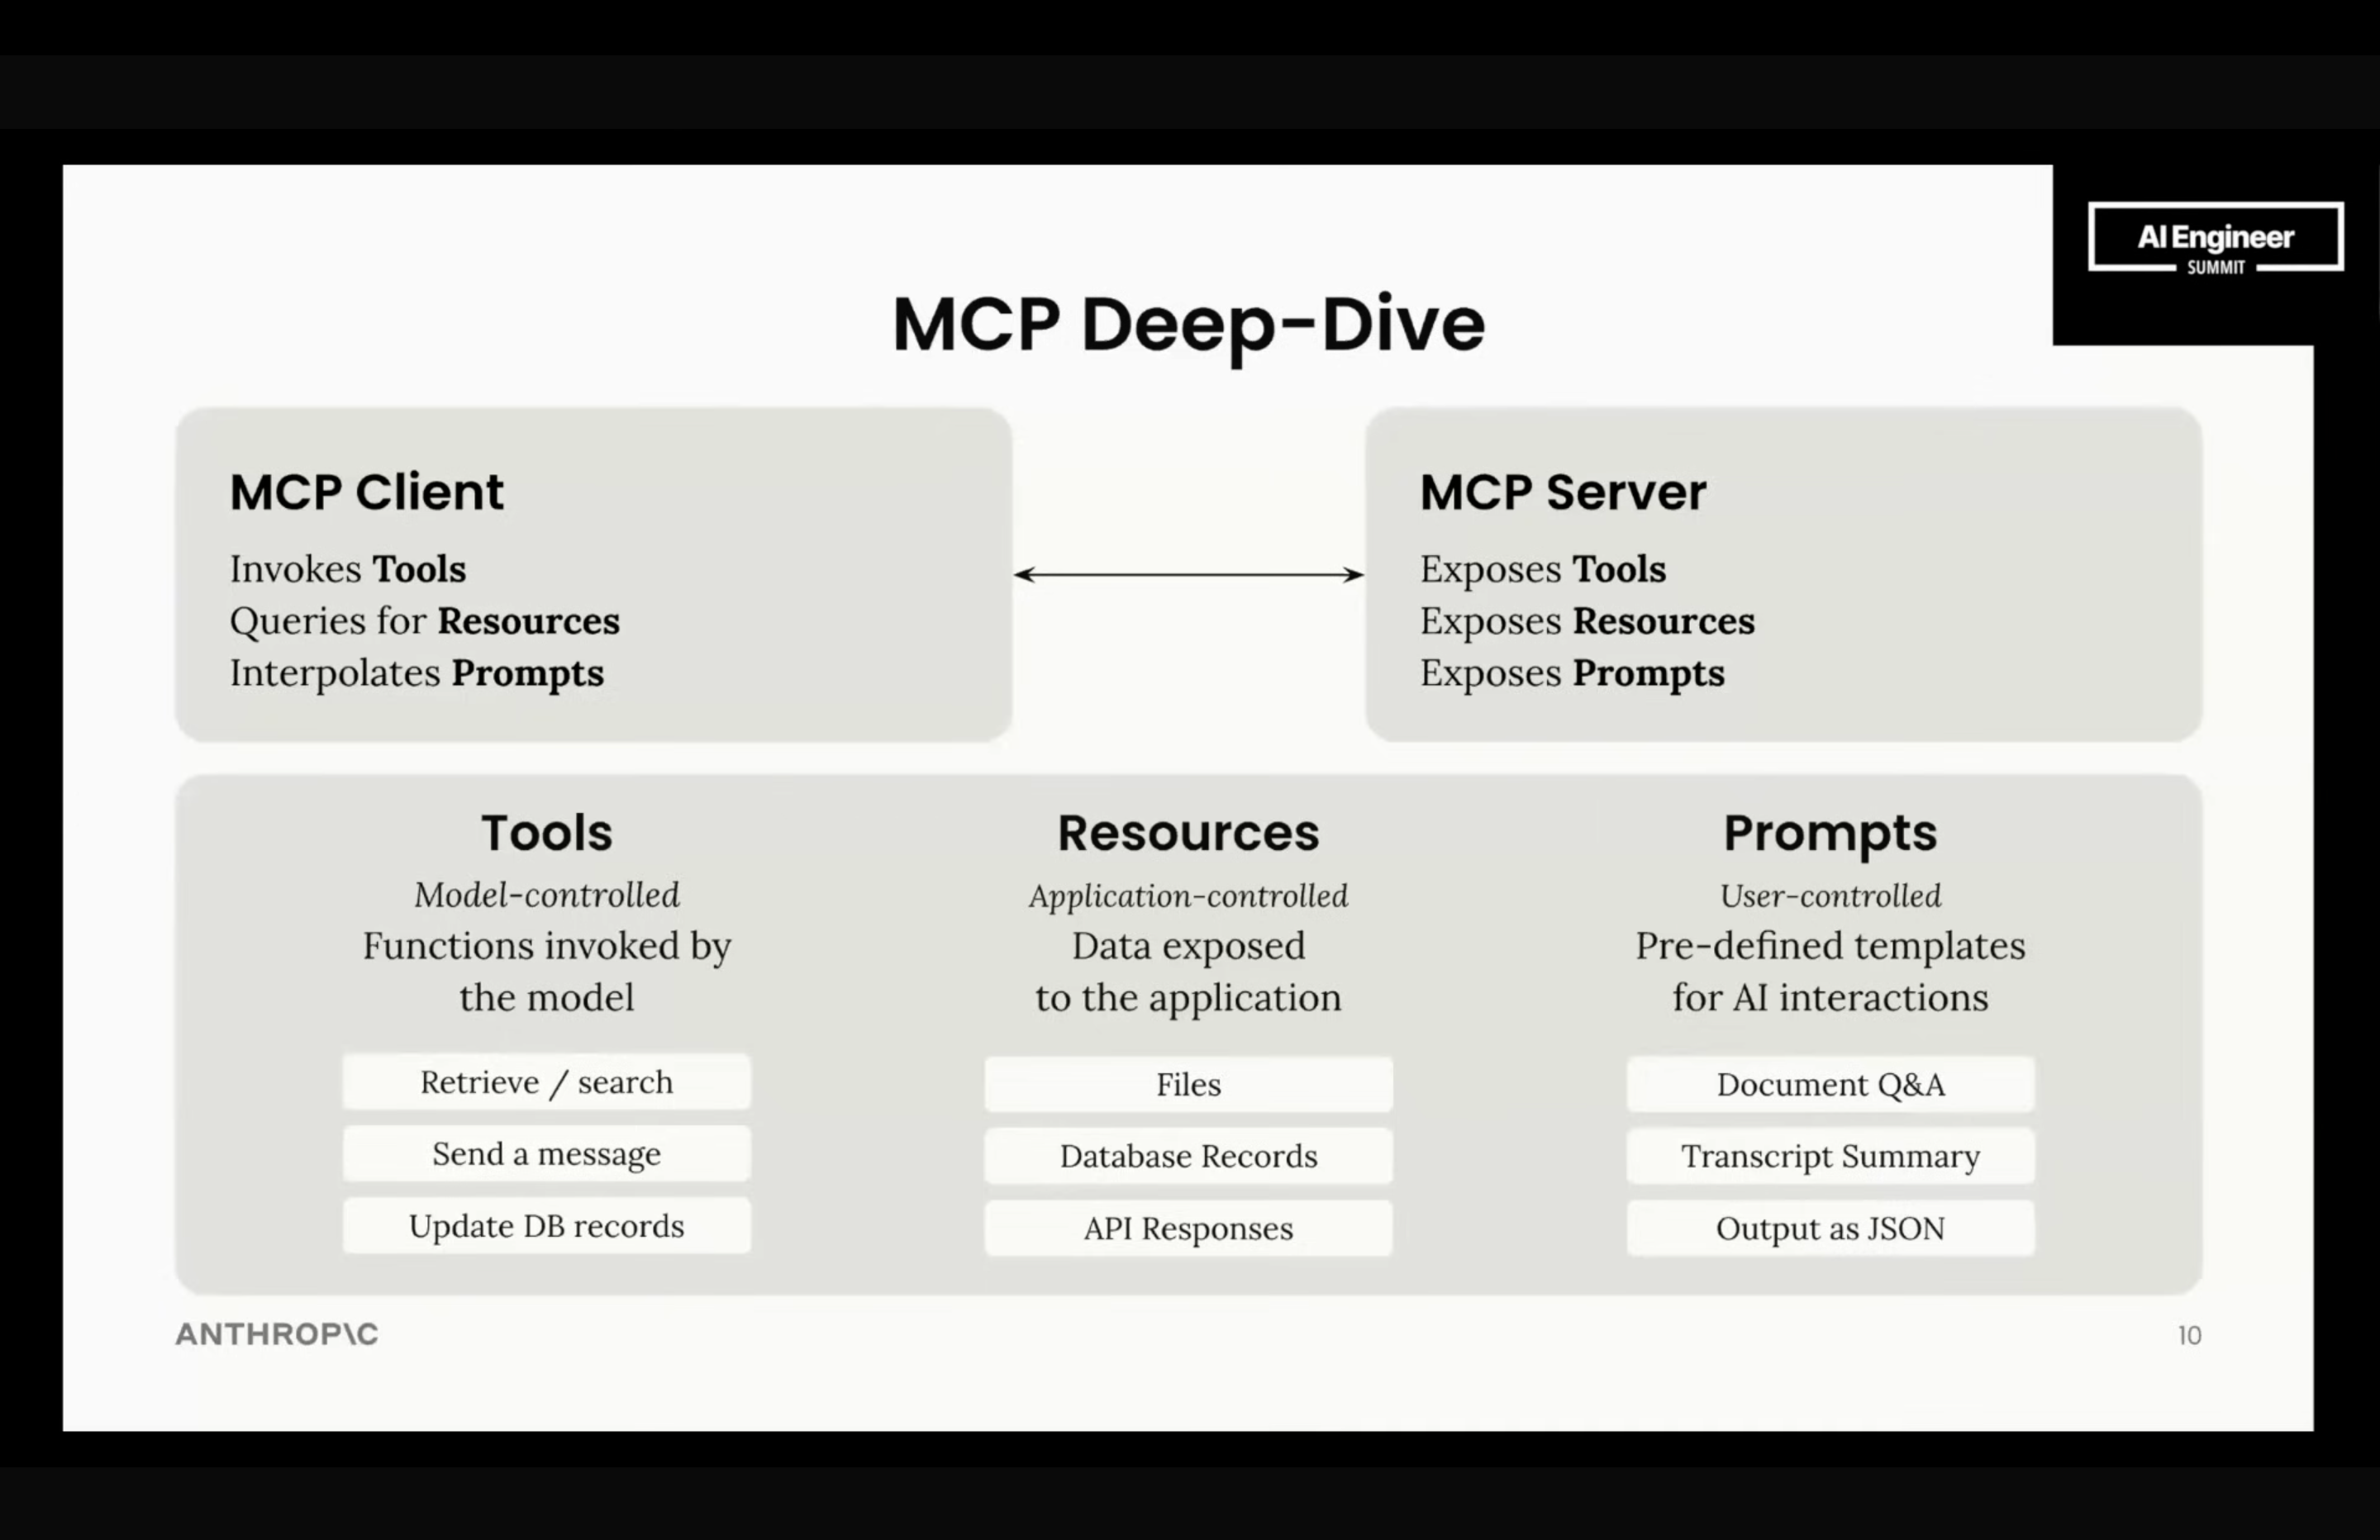 AI Engineer
SUMMIT
MCP Deep-Dive
MCP Client
Invokes Tools
Queries for Resources
Interpolates Prompts
MCP Server
Exposes Tools
Exposes Resources
Exposes Prompts
Tools
Model-controlled
Functions invoked by
the model
Retrieve / search
Send a message
Update DB records
Resources
Application-controlled
Data exposed
to the application
Files
Database Records
API Responses
Prompts
User-controlled
Pre-defined templates
for AI interactions
Document Q&A
Transcript Summary
Output as JSON
ANTHROP\C
10